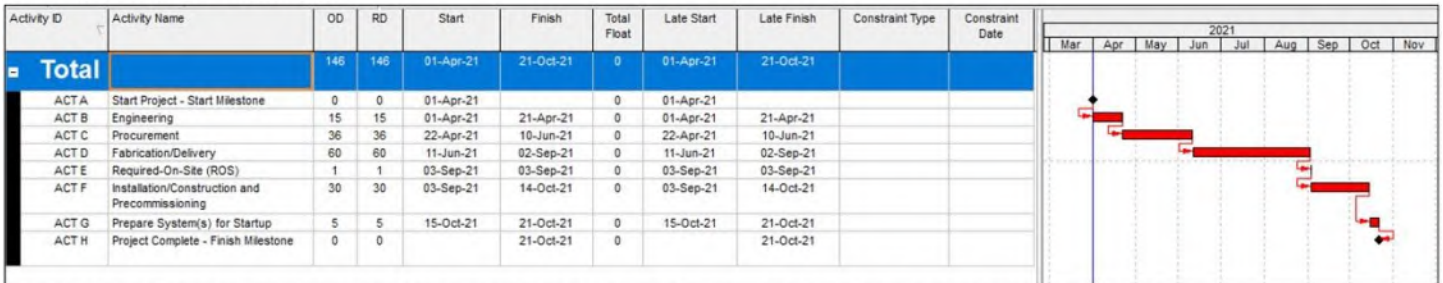 Activity ID Activity Name OD RD Start Finish Total Float Late Start Late Finish Constraint Type Constraint Date
2021
Mar Apr May Jun Jul Aug Sep Oct Nov
Total 146 146 01-Apr-21 21-Oct-21 0 01-Apr-21 21-Oct-21
ACT A Start Project - Start Milestone 0 0 01-Apr-21 0 01-Apr-21
ACT B Engineering 15 15 01-Apr-21 21-Apr-21 0 01-Apr-21 21-Apr-21
ACT C Procurement 36 36 22-Apr-21 10-Jun-21 0 22-Apr-21 10-Jun-21
ACT D Fabrication/Delivery 60 60 11-Jun-21 02-Sep-21 0 11-Jun-21 02-Sep-21
ACT E Required-On-Site (ROS) 1 1 03-Sep-21 03-Sep-21 0 03-Sep-21 03-Sep-21
ACT F Installation/Construction and 30 30 03-Sep-21 14-Oct-21 0 03-Sep-21 14-Oct-21
Precommissioning
ACT G Prepare System(s) for Startup 5 5 15-Oct-21 21-Oct-21 0 15-Oct-21 21-Oct-21
ACT H Project Complete - Finish Milestone 0 0 21-Oct-21 0 21-Oct-21